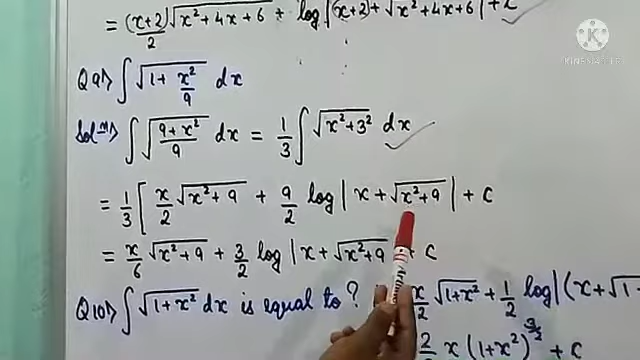 = (x+2)/2 √(x²+4x+6) + log|(x+2)+√(x²+4x+6)|+c
KINEMASTER
Q9⟩ ∫√(1+x²/9) dx
Solⁿ⟩ ∫√((9+x²)/9) dx = 1/3 ∫√(x²+3²) dx
= 1/3 [ x/2 √(x²+9) + 9/2 log|x+√(x²+9)| + c
= x/6 √(x²+9) + 3/2 log|x+√(x²+9) + c
Q10⟩ ∫√(1+x²) dx is equal to? x/2 √(1+x²) + 1/2 log|(x+√1
2 x(1+x²)^(3/2) + c